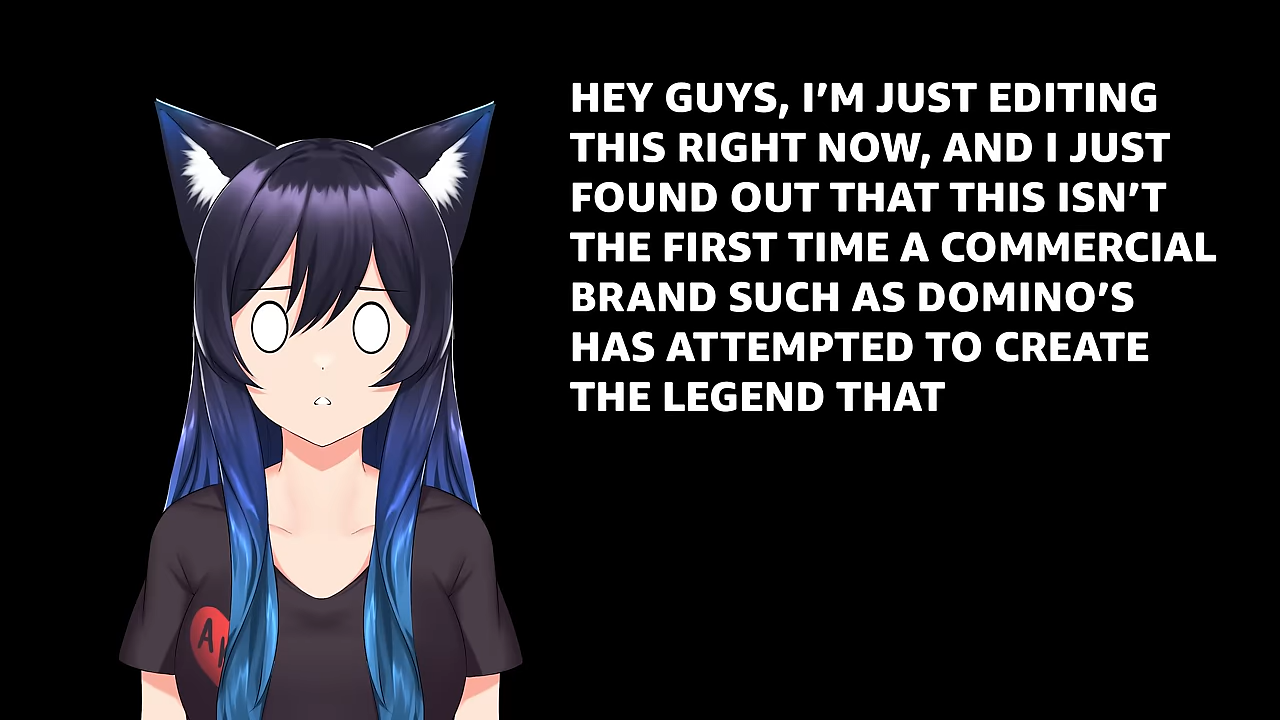 HEY GUYS, I’M JUST EDITING
THIS RIGHT NOW, AND I JUST
FOUND OUT THAT THIS ISN’T
THE FIRST TIME A COMMERCIAL
BRAND SUCH AS DOMINO’S
HAS ATTEMPTED TO CREATE
THE LEGEND THAT